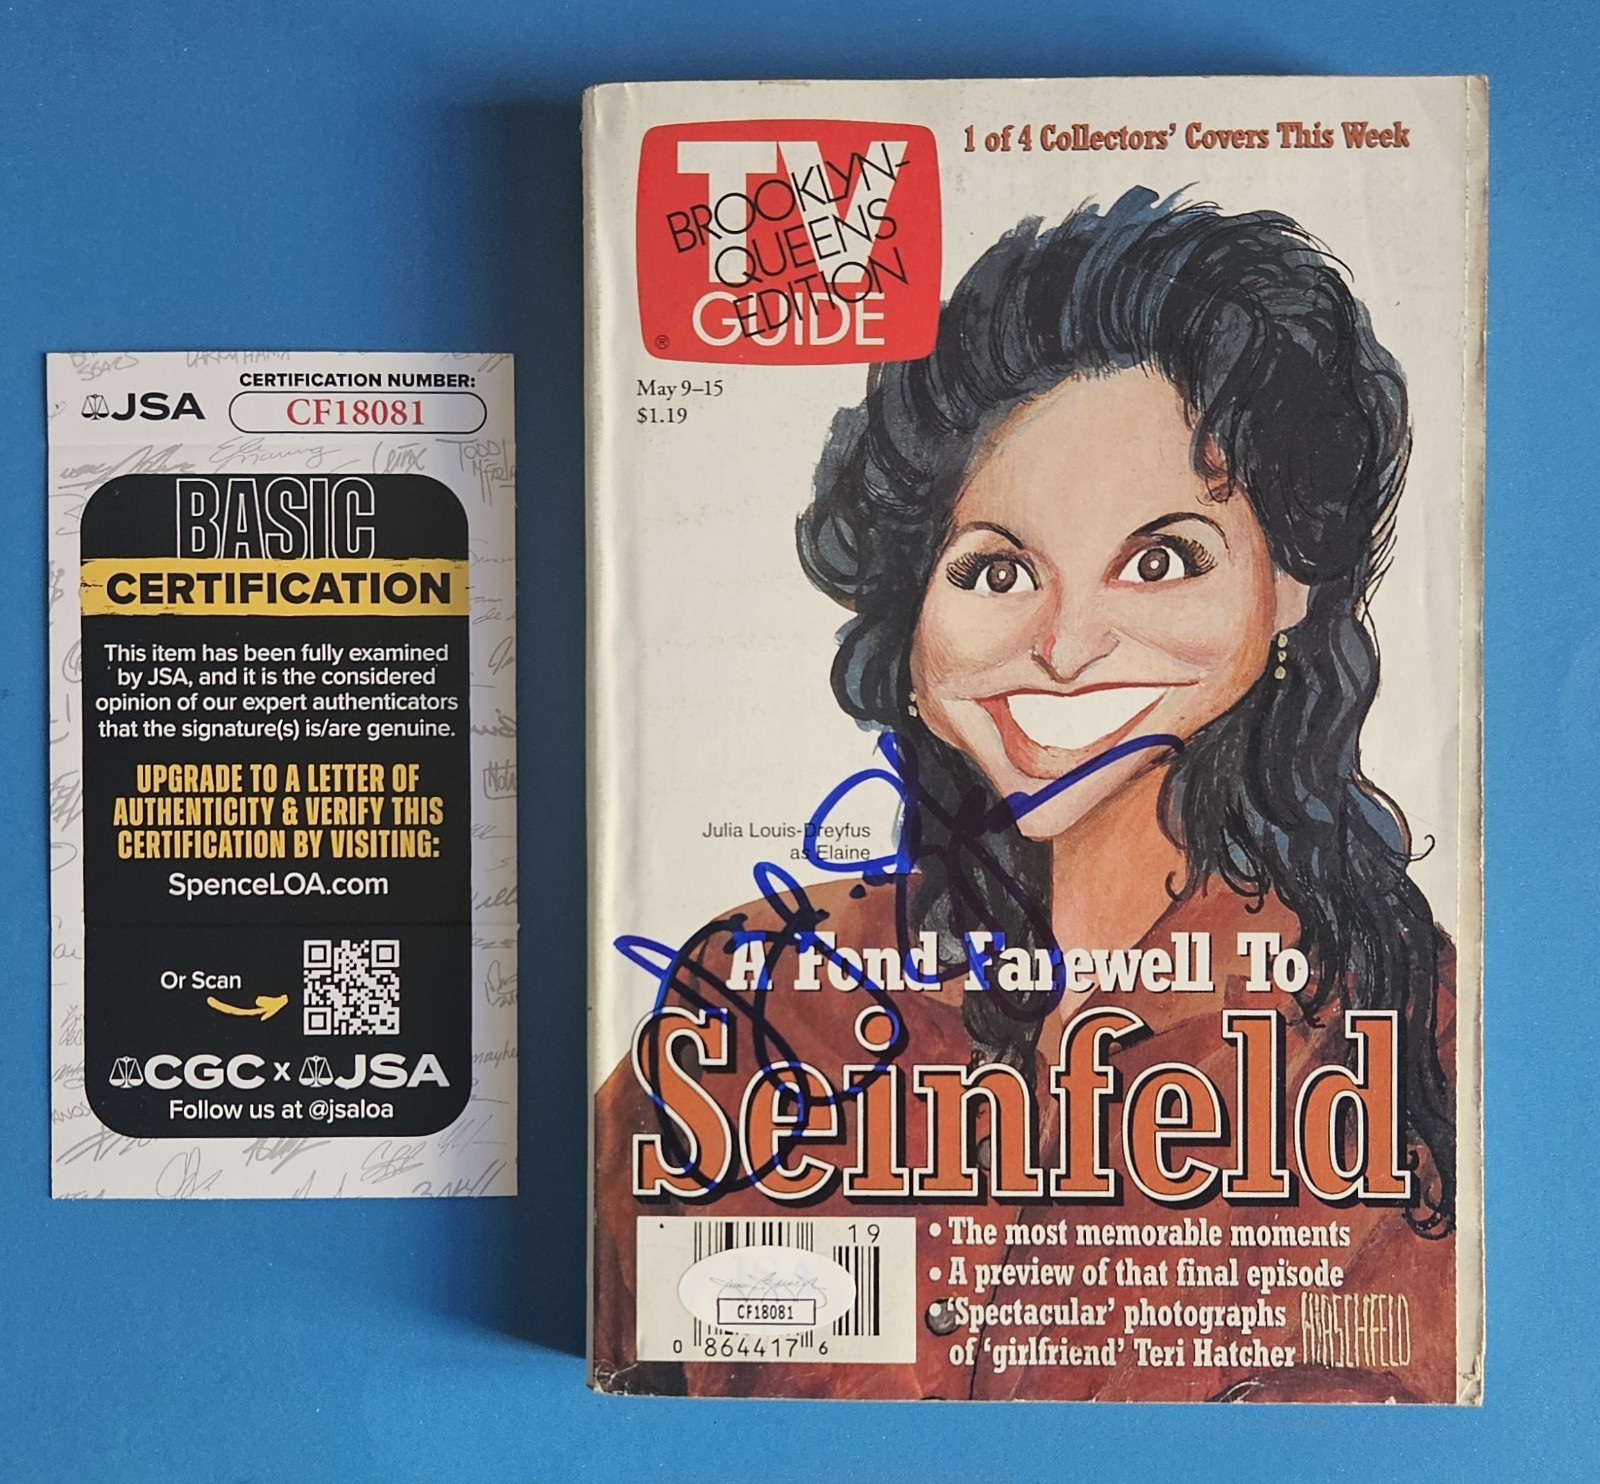 JSA
CERTIFICATION NUMBER:
CF18081
BASIC
CERTIFICATION
This item has been fully examined
by JSA, and it is the considered
opinion of our expert authenticators
that the signature(s) is/are genuine.
UPGRADE TO A LETTER OF
AUTHENTICITY & VERIFY THIS
CERTIFICATION BY VISITING:
SpenceLOA.com
Or Scan
CGC x JSA
Follow us at @jsaloa
1 of 4 Collectors' Covers This Week
TV
GUIDE
®
BROOKLYN-
QUEENS
EDITION
May 9–15
$1.19
Julia Louis-Dreyfus
as Elaine
A Fond Farewell To
Seinfeld
• The most memorable moments
• A preview of that final episode
• 'Spectacular' photographs
of 'girlfriend' Teri Hatcher
HIRSCHFELD
19
CF18081
0 86441 7 6